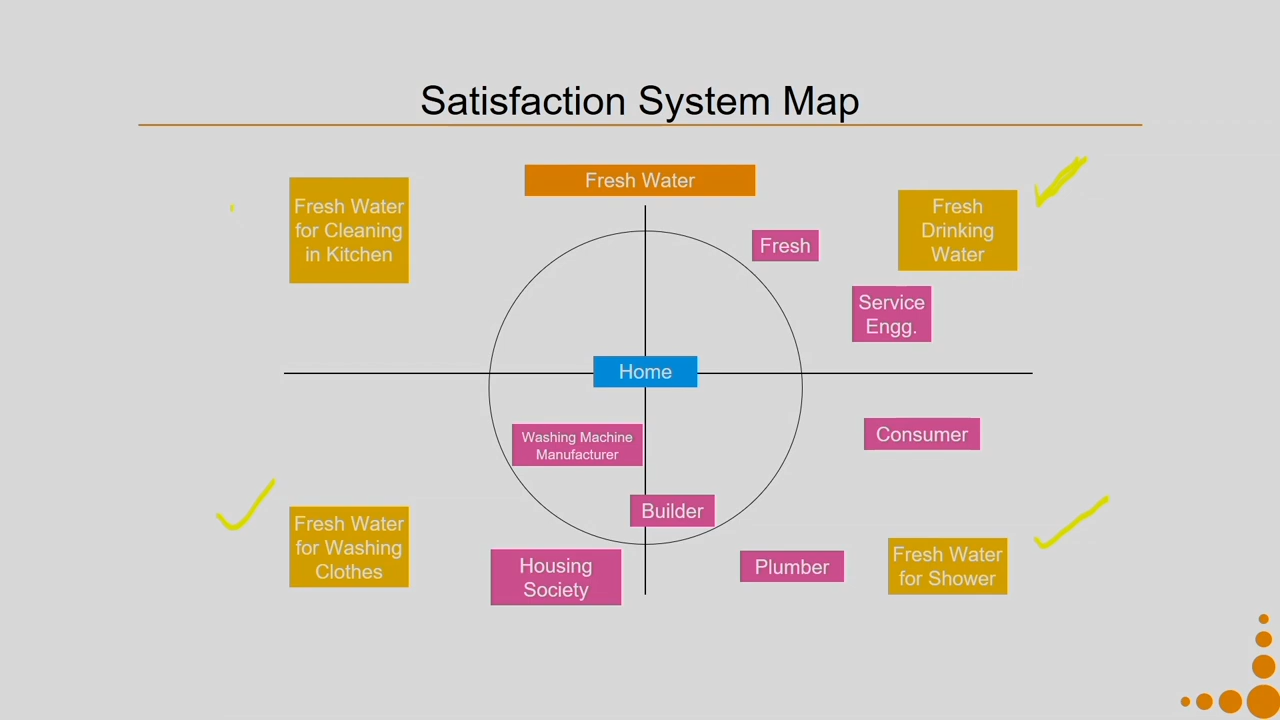 Satisfaction System Map
Fresh Water
Fresh Water
for Cleaning
in Kitchen
Fresh
Drinking
Water
Fresh
Service
Engg.
Home
Washing Machine
Manufacturer
Consumer
Builder
Fresh Water
for Washing
Clothes
Housing
Society
Plumber
Fresh Water
for Shower